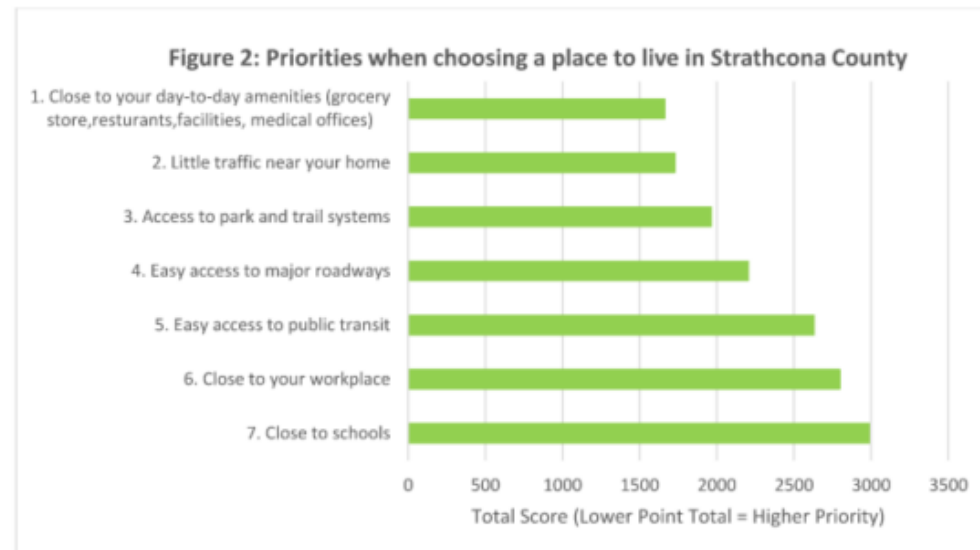 Figure 2: Priorities when choosing a place to live in Strathcona County
1. Close to your day-to-day amenities (grocery
store,resturants,facilities, medical offices)
2. Little traffic near your home
3. Access to park and trail systems
4. Easy access to major roadways
5. Easy access to public transit
6. Close to your workplace
7. Close to schools
0 500 1000 1500 2000 2500 3000 3500
Total Score (Lower Point Total = Higher Priority)